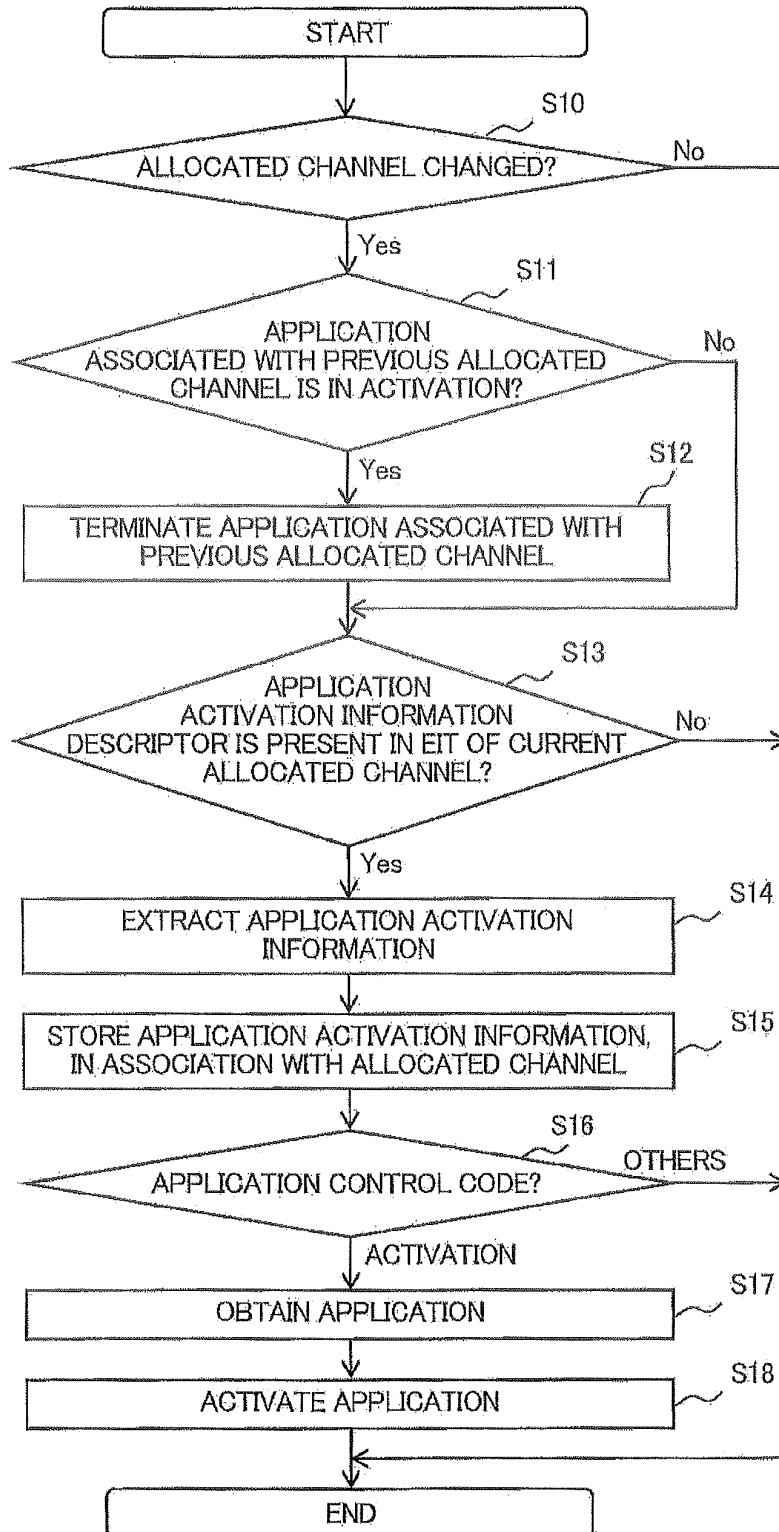 START
S10
ALLOCATED CHANNEL CHANGED?
No
Yes
S11
APPLICATION
ASSOCIATED WITH PREVIOUS ALLOCATED
CHANNEL IS IN ACTIVATION?
No
Yes
S12
TERMINATE APPLICATION ASSOCIATED WITH
PREVIOUS ALLOCATED CHANNEL
S13
APPLICATION
ACTIVATION INFORMATION
DESCRIPTOR IS PRESENT IN EIT OF CURRENT
ALLOCATED CHANNEL?
No
Yes
S14
EXTRACT APPLICATION ACTIVATION
INFORMATION
S15
STORE APPLICATION ACTIVATION INFORMATION,
IN ASSOCIATION WITH ALLOCATED CHANNEL
S16
APPLICATION CONTROL CODE?
OTHERS
ACTIVATION
S17
OBTAIN APPLICATION
S18
ACTIVATE APPLICATION
END